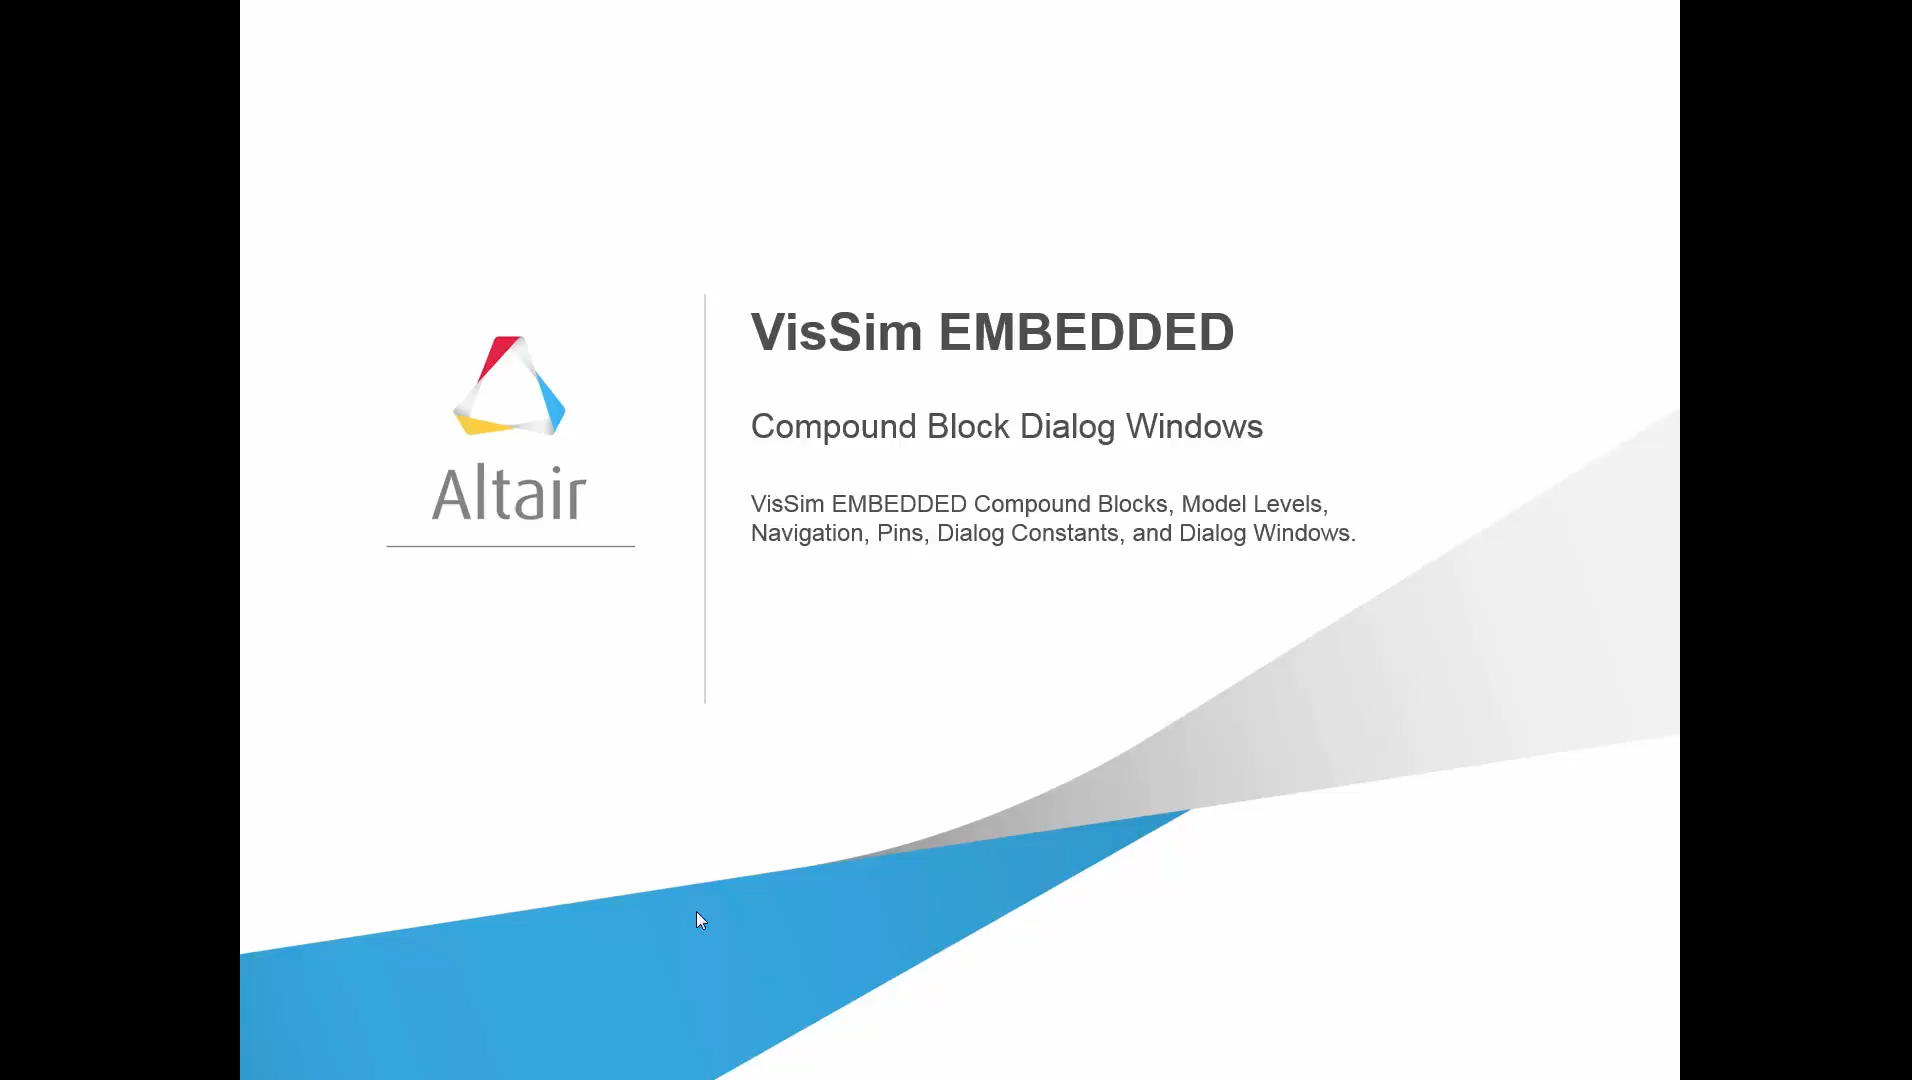 Altair
VisSim EMBEDDED
Compound Block Dialog Windows
VisSim EMBEDDED Compound Blocks, Model Levels,
Navigation, Pins, Dialog Constants, and Dialog Windows.